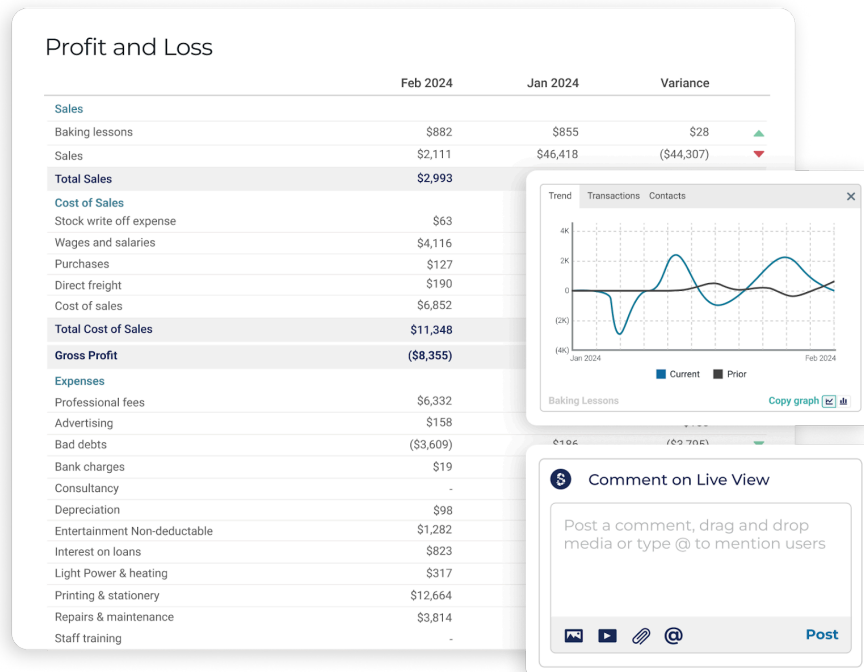 Profit and Loss
Feb 2024 Jan 2024 Variance
Sales
Baking lessons $882 $855 $28
Sales $2,111 $46,418 ($44,307)
Total Sales $2,993
Cost of Sales
Stock write off expense $63
Wages and salaries $4,116
Purchases $127
Direct freight $190
Cost of sales $6,852
Total Cost of Sales $11,348
Gross Profit ($8,355)
Expenses
Professional fees $6,332
Advertising $158
Bad debts ($3,609) $186 ($3,795)
Bank charges $19
Consultancy -
Depreciation $98
Entertainment Non-deductable $1,282
Interest on loans $823
Light Power & heating $317
Printing & stationery $12,664
Repairs & maintenance $3,814
Staff training -
Trend Transactions Contacts
4K
2K
0
(2K)
(4K)
Jan 2024 Feb 2024
Current Prior
Baking Lessons Copy graph
Comment on Live View
Post a comment, drag and drop
media or type @ to mention users
@ Post